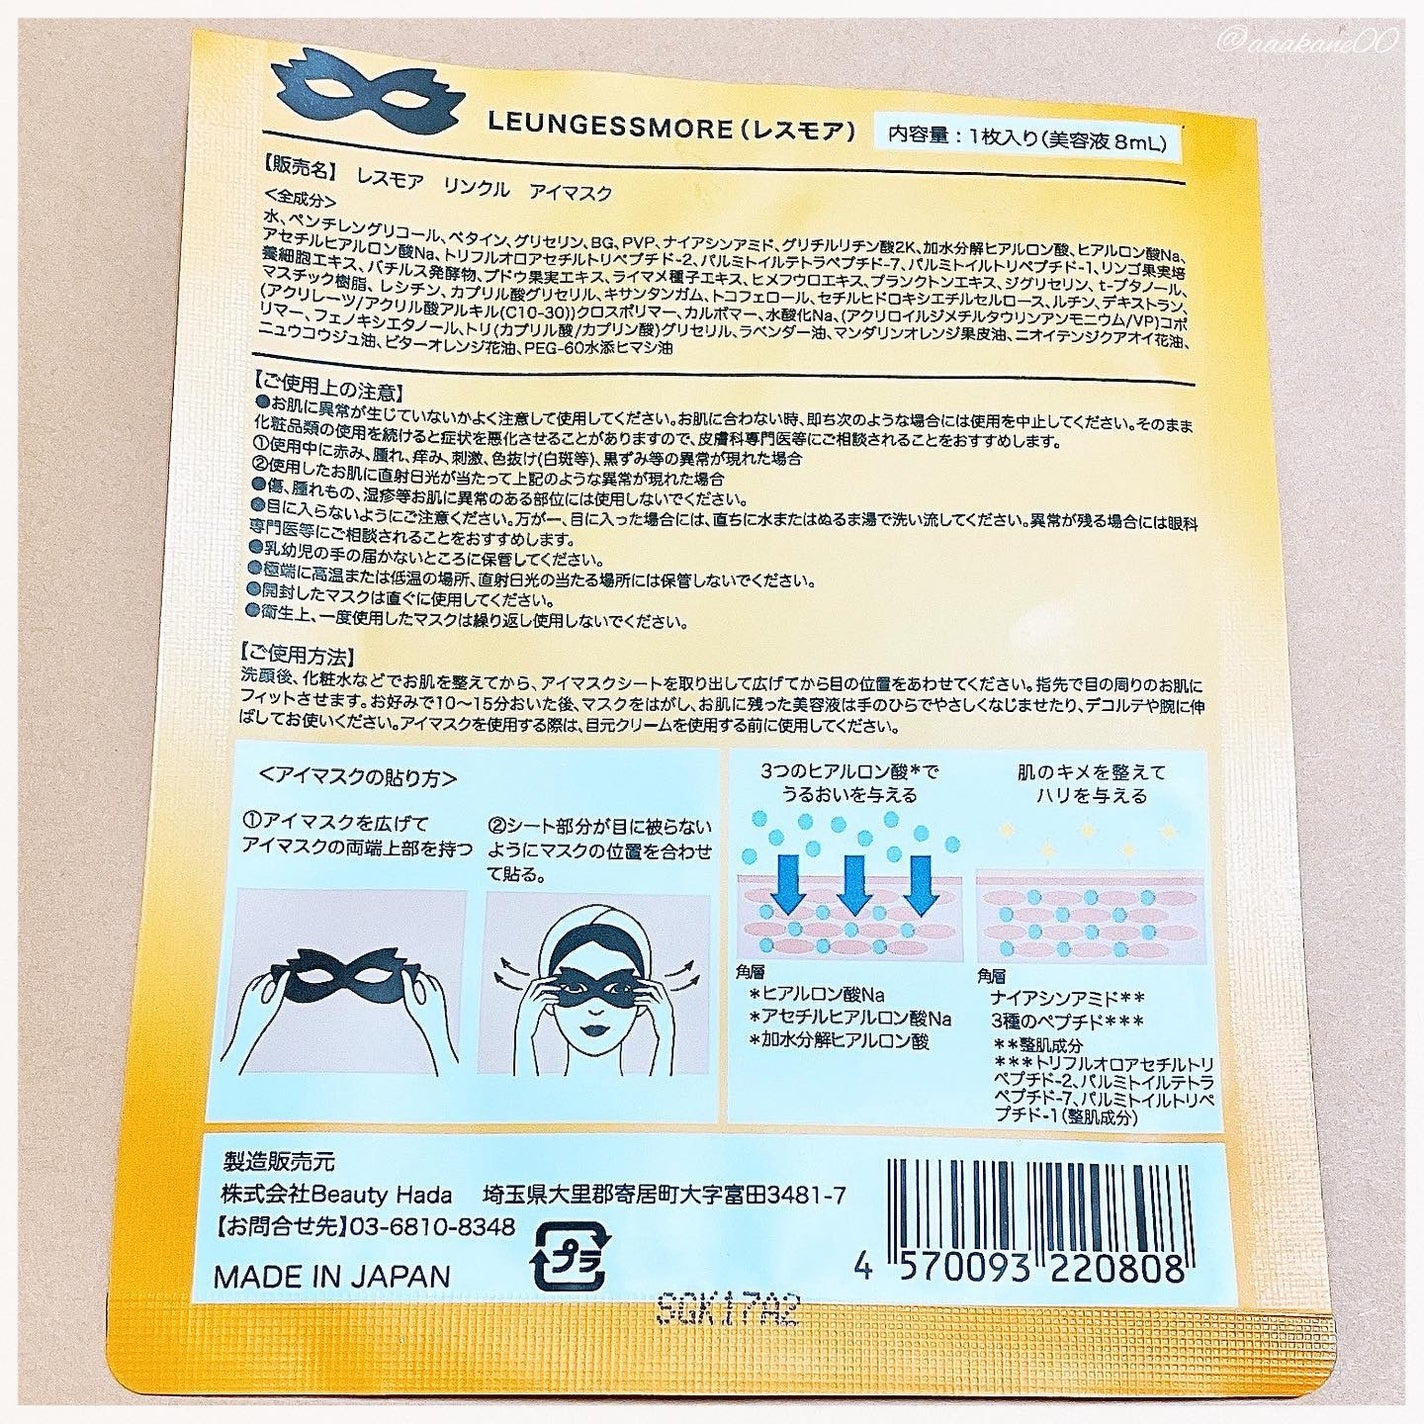 @aaakane00
LEUNGESSMORE(レスモア)
内容量:1枚入り(美容液8mL)
【販売名】 レスモア リンクル アイマスク
<全成分>
水、ペンチレングリコール、ベタイン、グリセリン、BG、PVP、ナイアシンアミド、グリチルリチン酸2K、加水分解ヒアルロン酸、ヒアルロン酸Na、
アセチルヒアルロン酸Na、トリフルオロアセチルトリペプチド-2、パルミトイルテトラペプチド-7、パルミトイルトリペプチド-1、リンゴ果実培
養細胞エキス、バチルス発酵物、ブドウ果実エキス、ライマメ種子エキス、ヒメフウロエキス、プランクトンエキス、ジグリセリン、t-ブタノール、
マスチック樹脂、レシチン、カプリル酸グリセリル、キサンタンガム、トコフェロール、セチルヒドロキシエチルセルロース、ルチン、デキストラン、
(アクリレーツ/アクリル酸アルキル(C10-30))クロスポリマー、カルボマー、水酸化Na、(アクリロイルジメチルタウリンアンモニウム/VP)コポ
リマー、フェノキシエタノール、トリ(カプリル酸/カプリン酸)グリセリル、ラベンダー油、マンダリンオレンジ果皮油、ニオイテンジクアオイ花油、
ニュウコウジュ油、ビターオレンジ花油、PEG-60水添ヒマシ油
【ご使用上の注意】
●お肌に異常が生じていないかよく注意して使用してください。お肌に合わない時、即ち次のような場合には使用を中止してください。そのまま
化粧品類の使用を続けると症状を悪化させることがありますので、皮膚科専門医等にご相談されることをおすすめします。
①使用中に赤み、腫れ、痒み、刺激、色抜け(白斑等)、黒ずみ等の異常が現れた場合
②使用したお肌に直射日光が当たって上記のような異常が現れた場合
●傷、腫れもの、湿疹等お肌に異常のある部位には使用しないでください。
●目に入らないようにご注意ください。万が一、目に入った場合には、直ちに水またはぬるま湯で洗い流してください。異常が残る場合には眼科
専門医等にご相談されることをおすすめします。
●乳幼児の手の届かないところに保管してください。
●極端に高温または低温の場所、直射日光の当たる場所には保管しないでください。
●開封したマスクは直ぐに使用してください。
●衛生上、一度使用したマスクは繰り返し使用しないでください。
【ご使用方法】
洗顔後、化粧水などでお肌を整えてから、アイマスクシートを取り出して広げてから目の位置をあわせてください。指先で目の周りのお肌に
フィットさせます。お好みで10〜15分おいた後、マスクをはがし、お肌に残った美容液は手のひらでやさしくなじませたり、デコルテや腕に伸
ばしてお使いください。アイマスクを使用する際は、目元クリームを使用する前に使用してください。
<アイマスクの貼り方>
①アイマスクを広げて
アイマスクの両端上部を持つ
②シート部分が目に被らない
ようにマスクの位置を合わせ
て貼る。
3つのヒアルロン酸*で
うるおいを与える
角層
*ヒアルロン酸Na
*アセチルヒアルロン酸Na
*加水分解ヒアルロン酸
肌のキメを整えて
ハリを与える
角層
ナイアシンアミド**
3種のペプチド***
**整肌成分
***トリフルオロアセチルトリ
ペプチド-2、パルミトイルテトラ
ペプチド-7、パルミトイルトリペ
プチド-1(整肌成分)
製造販売元
株式会社Beauty Hada 埼玉県大里郡寄居町大字富田3481-7
【お問合せ先】03-6810-8348
プラ
MADE IN JAPAN
4 570093 220808
SGK17A2